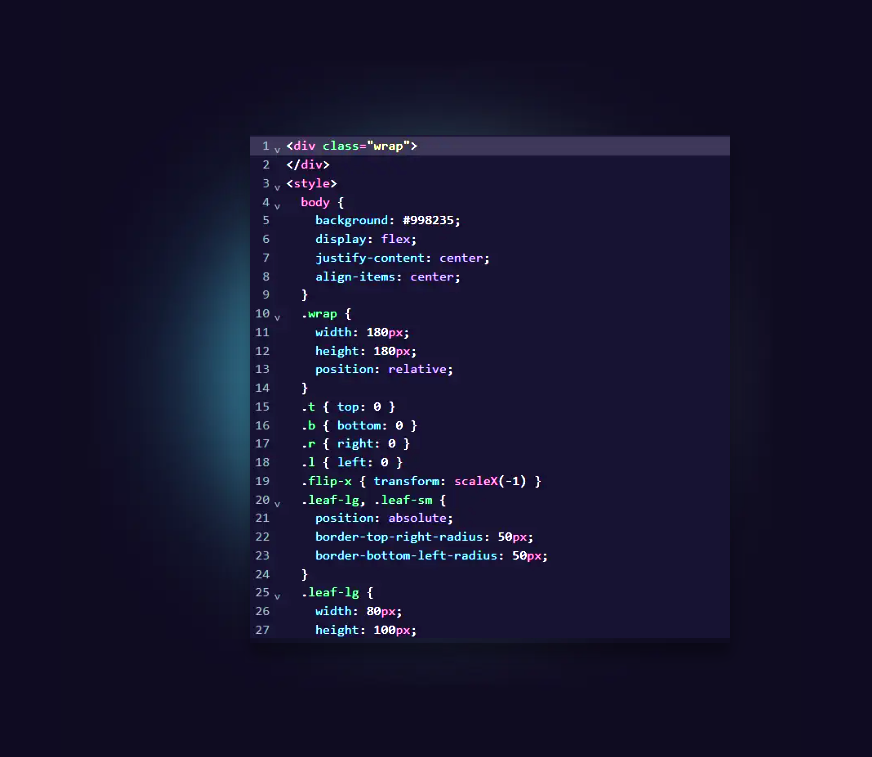 1 <div class="wrap">
2 </div>
3 <style>
4 body {
5 background: #998235;
6 display: flex;
7 justify-content: center;
8 align-items: center;
9 }
10 .wrap {
11 width: 180px;
12 height: 180px;
13 position: relative;
14 }
15 .t { top: 0 }
16 .b { bottom: 0 }
17 .r { right: 0 }
18 .l { left: 0 }
19 .flip-x { transform: scaleX(-1) }
20 .leaf-lg, .leaf-sm {
21 position: absolute;
22 border-top-right-radius: 50px;
23 border-bottom-left-radius: 50px;
24 }
25 .leaf-lg {
26 width: 80px;
27 height: 100px;